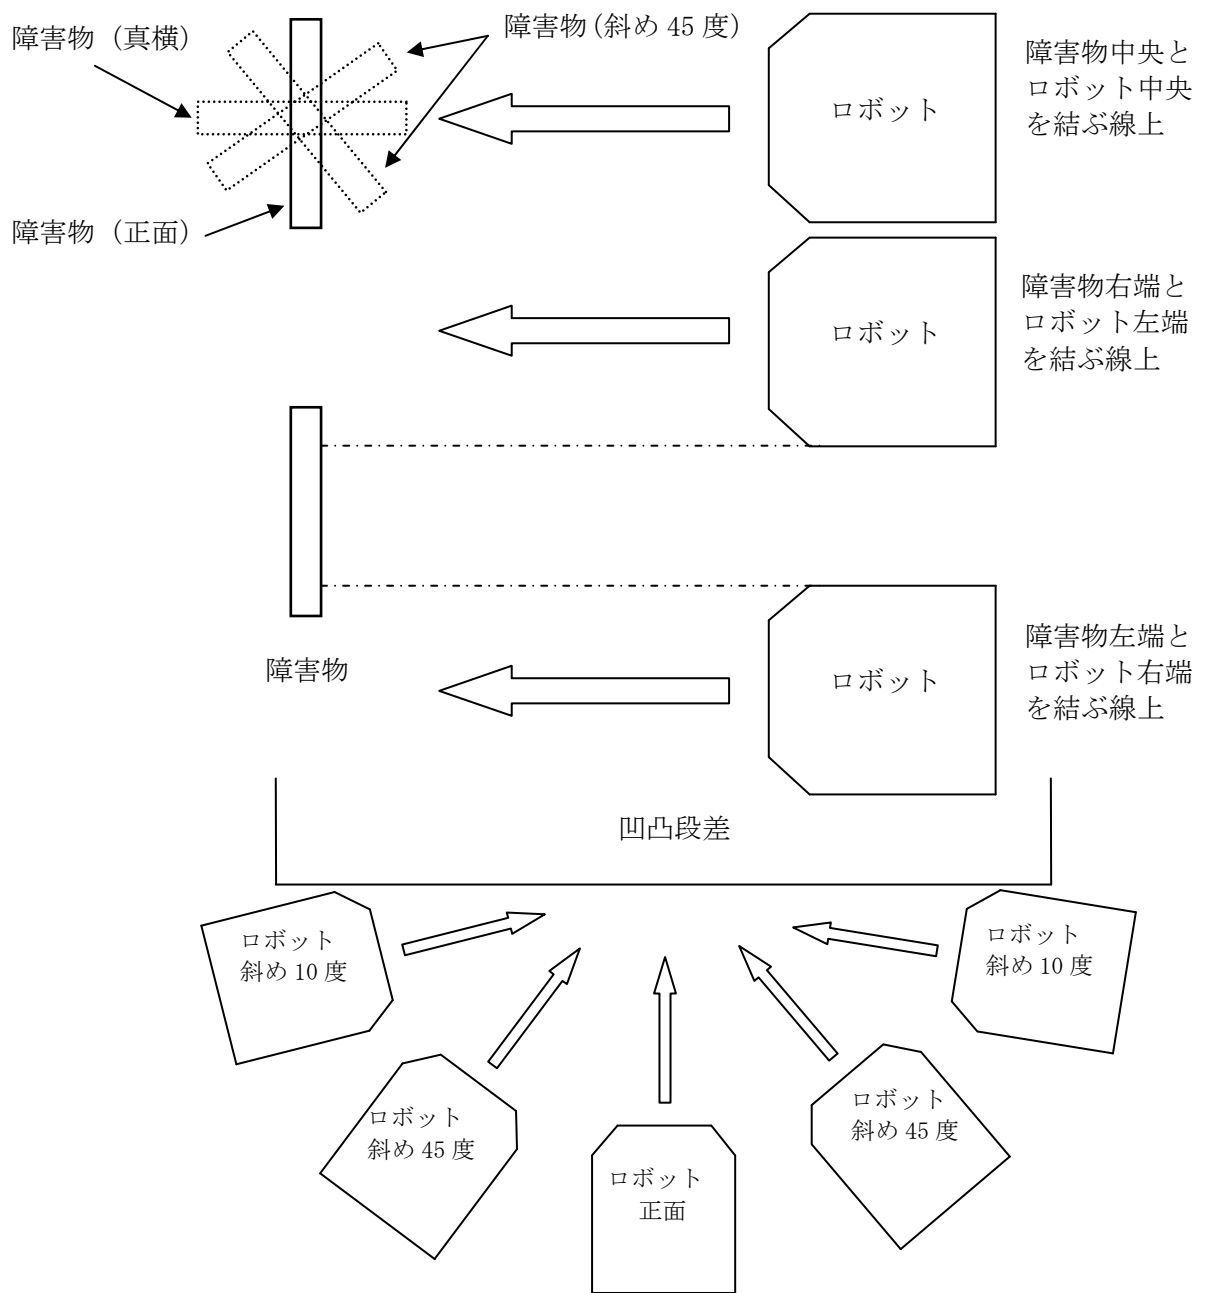 障害物（真横）
障害物（斜め 45 度）
障害物（正面）
ロボット
障害物中央と
ロボット中央
を結ぶ線上
ロボット
障害物右端と
ロボット左端
を結ぶ線上
障害物
ロボット
障害物左端と
ロボット右端
を結ぶ線上
凹凸段差
ロボット
斜め 10 度
ロボット
斜め 45 度
ロボット
正面
ロボット
斜め 45 度
ロボット
斜め 10 度